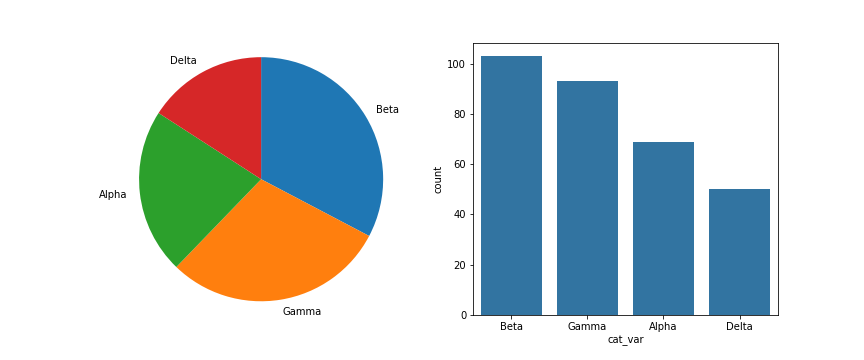 Delta
Beta
Alpha
Gamma
count
100
80
60
40
20
0
Beta Gamma Alpha Delta
cat_var